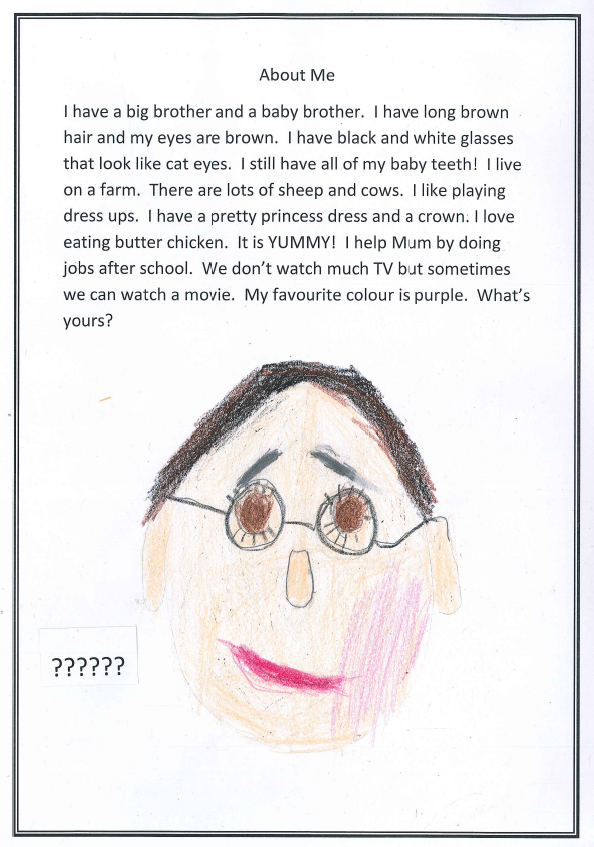 About Me
I have a big brother and a baby brother.  I have long brown
hair and my eyes are brown.  I have black and white glasses
that look like cat eyes.  I still have all of my baby teeth!  I live
on a farm.  There are lots of sheep and cows.  I like playing
dress ups.  I have a pretty princess dress and a crown. I love
eating butter chicken.  It is YUMMY!  I help Mum by doing
jobs after school.  We don't watch much TV but sometimes
we can watch a movie.  My favourite colour is purple.  What's
yours?
??????